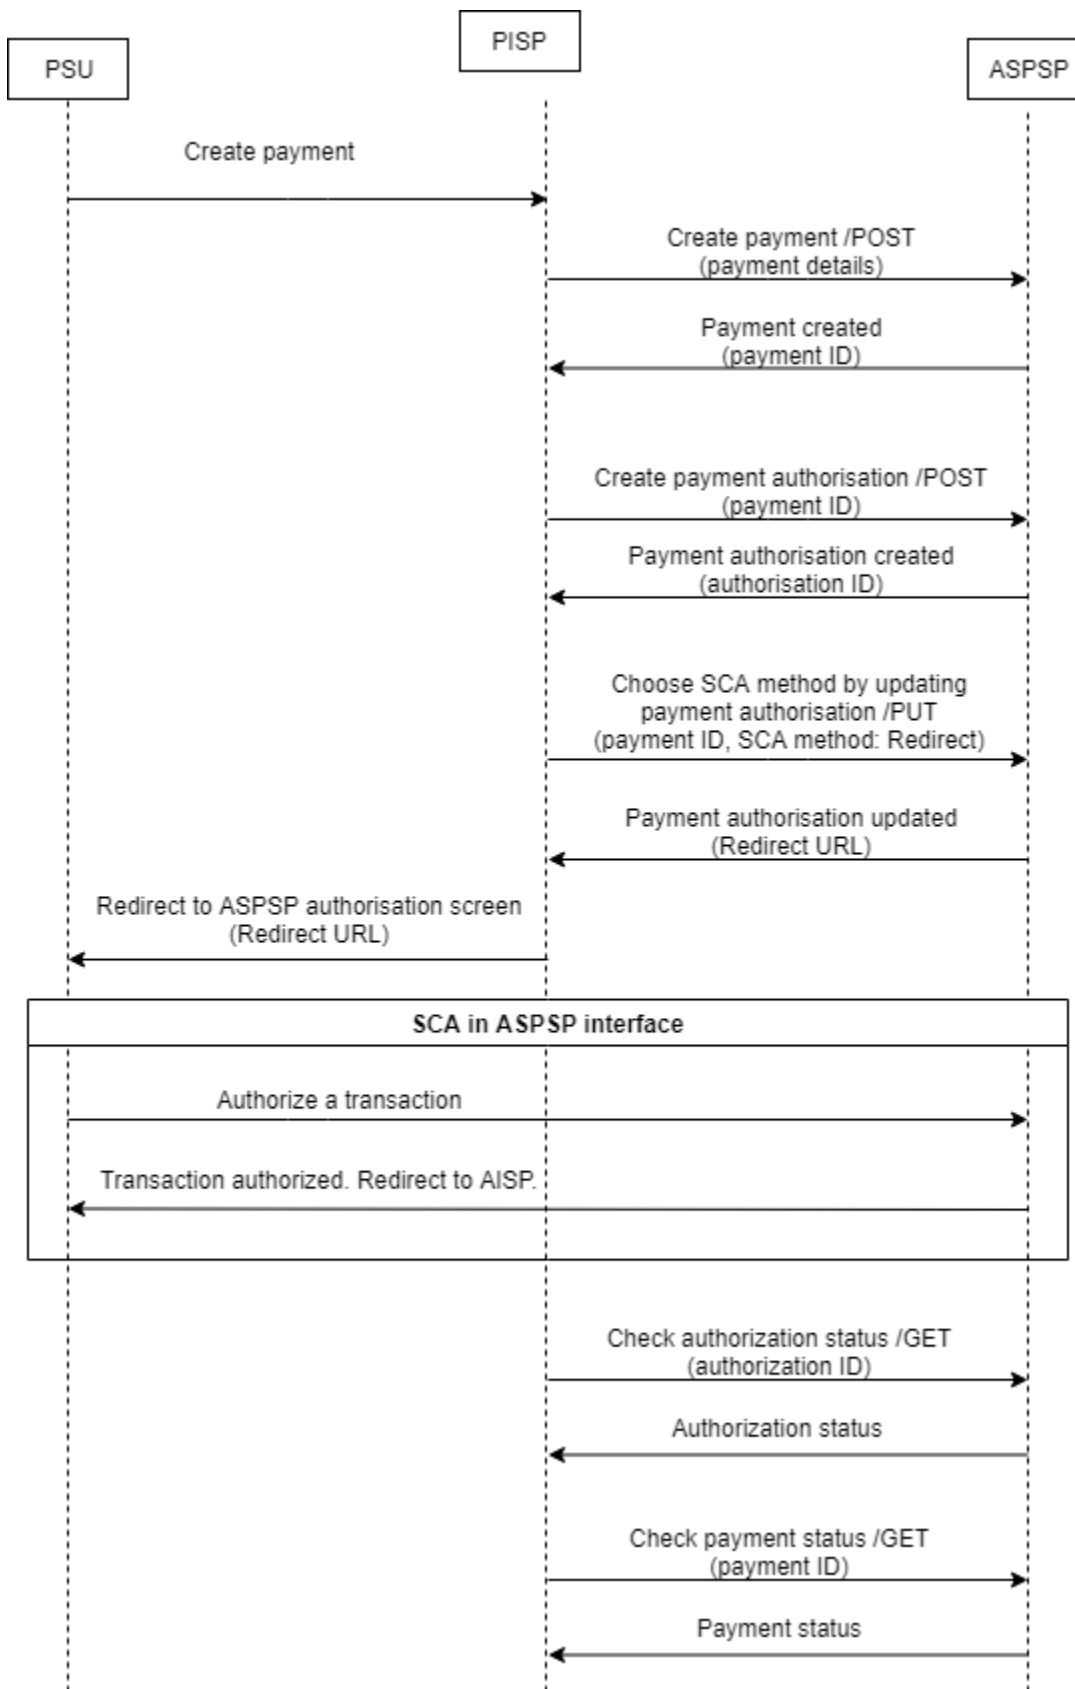 PSU
PISP
ASPSP
Create payment
Create payment /POST
(payment details)
Payment created
(payment ID)
Create payment authorisation /POST
(payment ID)
Payment authorisation created
(authorisation ID)
Choose SCA method by updating
payment authorisation /PUT
(payment ID, SCA method: Redirect)
Payment authorisation updated
(Redirect URL)
Redirect to ASPSP authorisation screen
(Redirect URL)
SCA in ASPSP interface
Authorize a transaction
Transaction authorized. Redirect to AISP.
Check authorization status /GET
(authorization ID)
Authorization status
Check payment status /GET
(payment ID)
Payment status